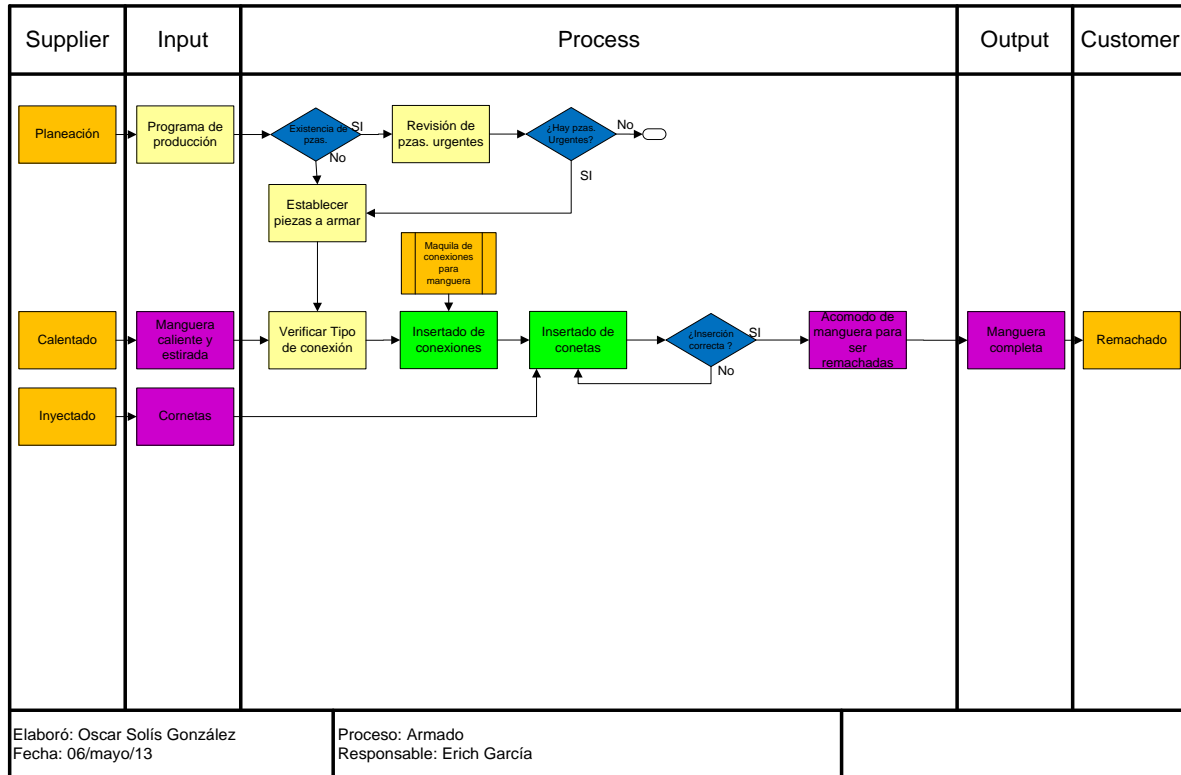 Supplier
Input
Process
Output
Customer
Planeación
Programa de
producción
Existencia de
pzas.
SI
No
Revisión de
pzas. urgentes
¿Hay pzas.
Urgentes?
No
SI
Establecer
piezas a armar
Maquila de
conexiones
para
manguera
Calentado
Manguera
caliente y
estirada
Verificar Tipo
de conexión
Insertado de
conexiones
Insertado de
conetas
¿Inserción
correcta ?
SI
No
Acomodo de
manguera para
ser
remachadas
Manguera
completa
Remachado
Inyectado
Cornetas
Elaboró: Oscar Solís González
Fecha: 06/mayo/13
Proceso: Armado
Responsable: Erich García